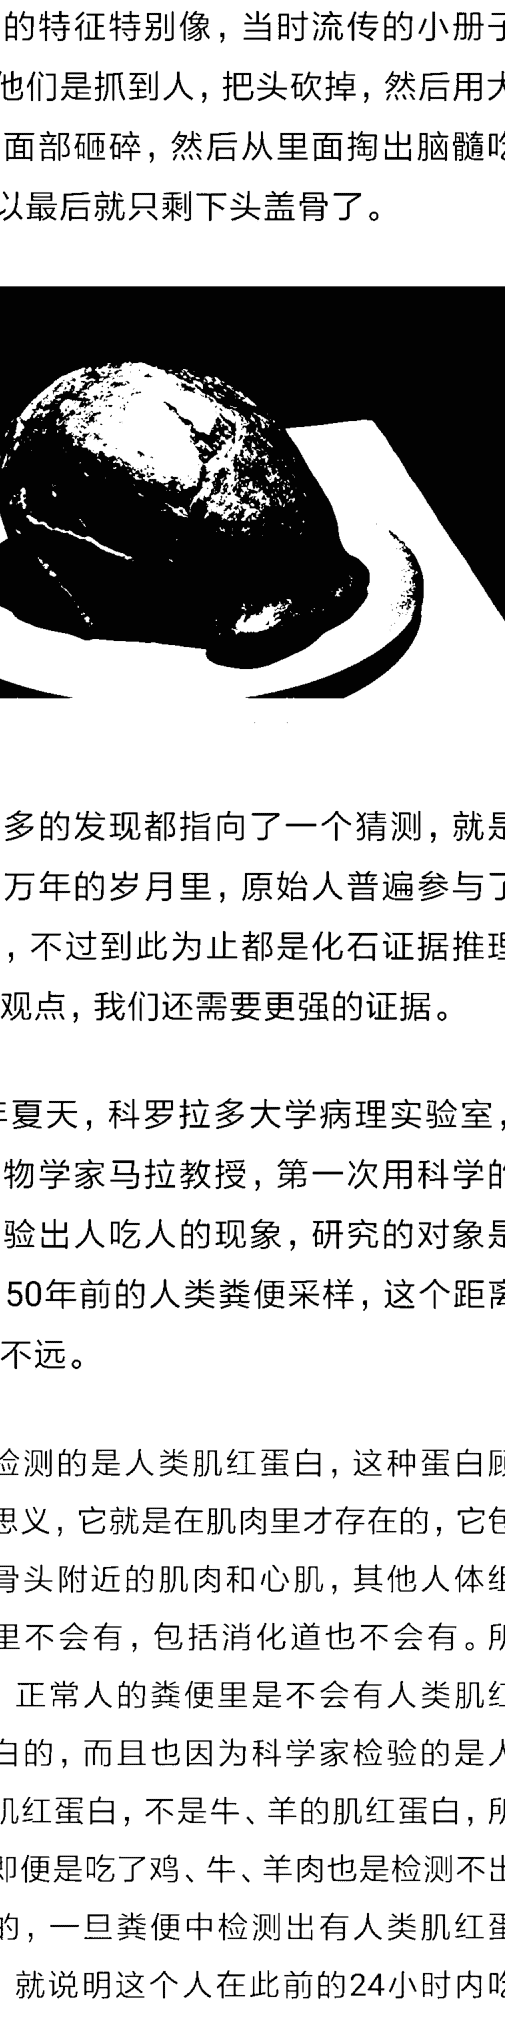 的特征特别像，当时流传的小册子
他们是抓到人，把头砍掉，然后用大
面部砸碎，然后从里面掏出脑髓吃
以最后就只剩下头盖骨了。
多的发现都指向了一个猜测，就是
万年的岁月里，原始人普遍参与了
，不过到此为止都是化石证据推理
观点，我们还需要更强的证据。
年夏天，科罗拉多大学病理实验室，
物学家马拉教授，第一次用科学的
验出人吃人的现象，研究的对象是
50年前的人类粪便采样，这个距离
不远。
检测的是人类肌红蛋白，这种蛋白顾
思义，它就是在肌肉里才存在的，它包
骨头附近的肌肉和心肌，其他人体组
里不会有，包括消化道也不会有。所
正常人的粪便里是不会有人类肌红
白的，而且也因为科学家检验的是人
肌红蛋白，不是牛、羊的肌红蛋白，所
即便是吃了鸡、牛、羊肉也是检测不出
的，一旦粪便中检测出有人类肌红蛋
就说明这个人在此前的24小时内吃